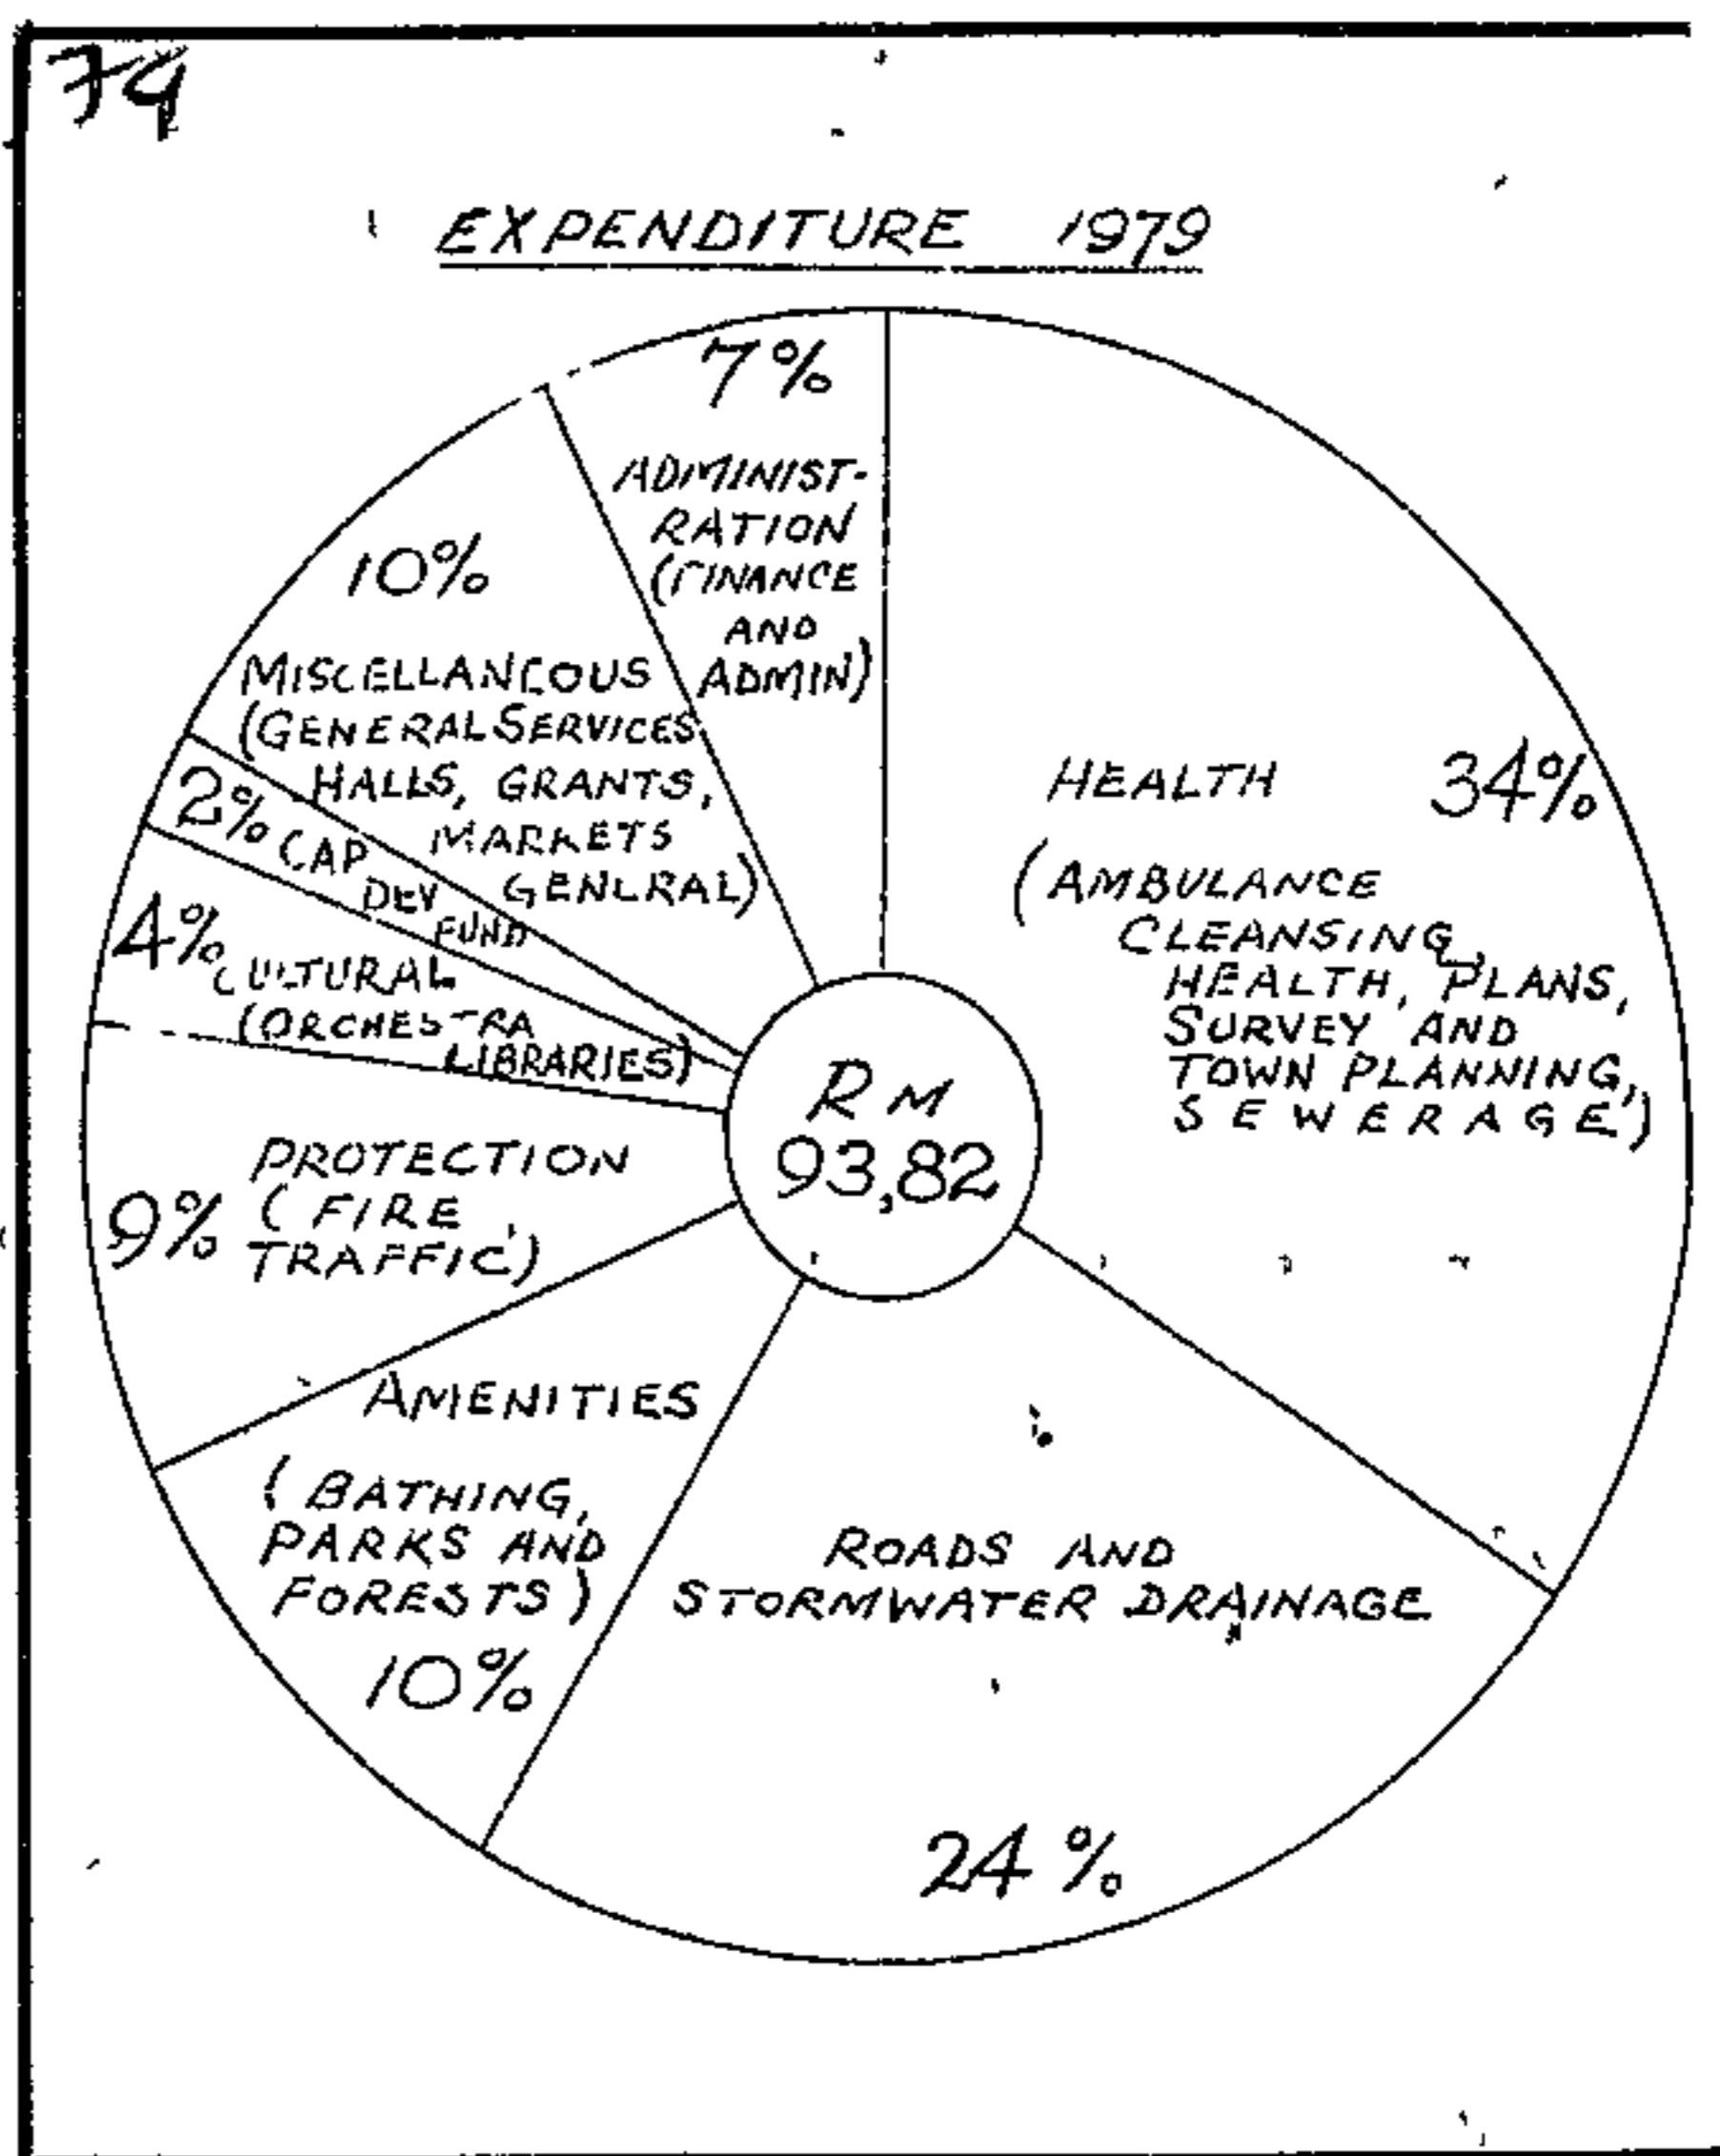 74
EXPENDITURE 1979
7%
ADMINIST-
RATION
(FINANCE
AND
ADMIN)
HEALTH 34%
(AMBULANCE
CLEANSING,
HEALTH, PLANS,
SURVEY AND
TOWN PLANNING,
SEWERAGE)
ROADS AND
STORMWATER DRAINAGE
24%
AMENITIES
(BATHING,
PARKS AND
FORESTS)
10%
PROTECTION
9% (FIRE,
TRAFFIC)
4% CULTURAL
(ORCHESTRA
LIBRARIES)
2% CAP
DEV
FUND
10%
MISCELLANEOUS
(GENERAL SERVICES
HALLS, GRANTS,
MARKETS
GENERAL)
RM
93,82